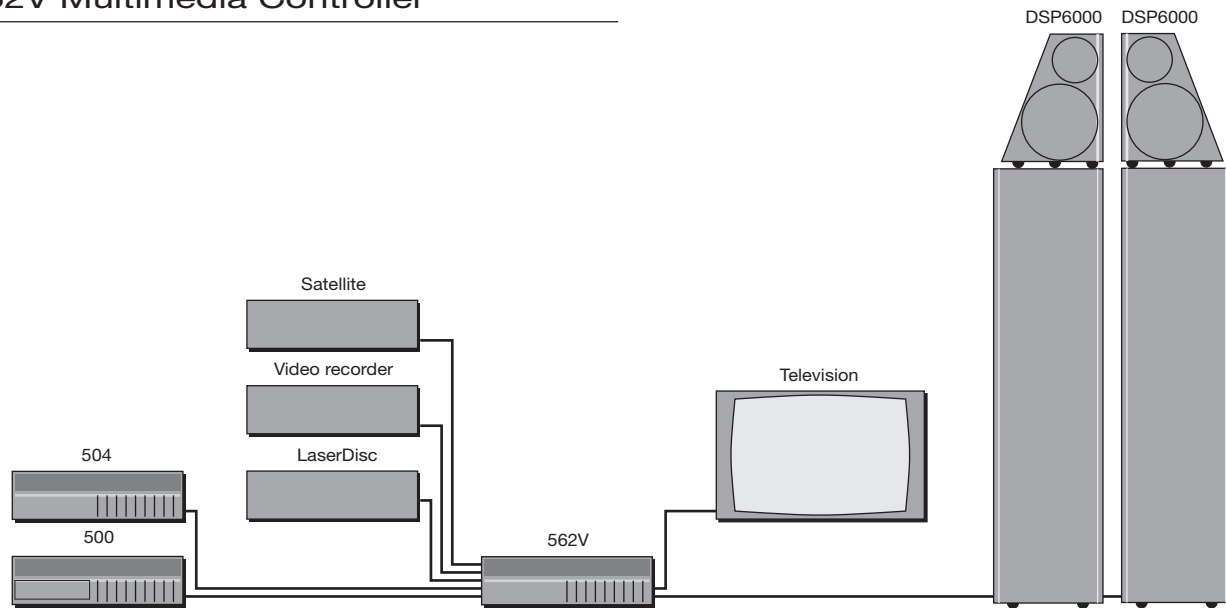 62V Multimedia Controller
DSP6000 DSP6000
Satellite
Video recorder
Television
504
LaserDisc
500
562V